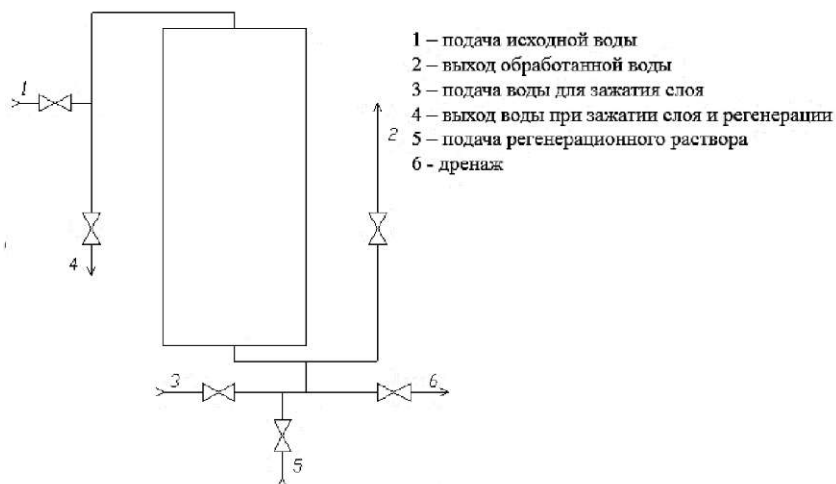 1 – подача исходной воды
2 – выход обработанной воды
3 – подача воды для зажатия слоя
4 – выход воды при зажатии слоя и регенерации
5 – подача регенерационного раствора
6 - дренаж
1
2
4
3
6
5